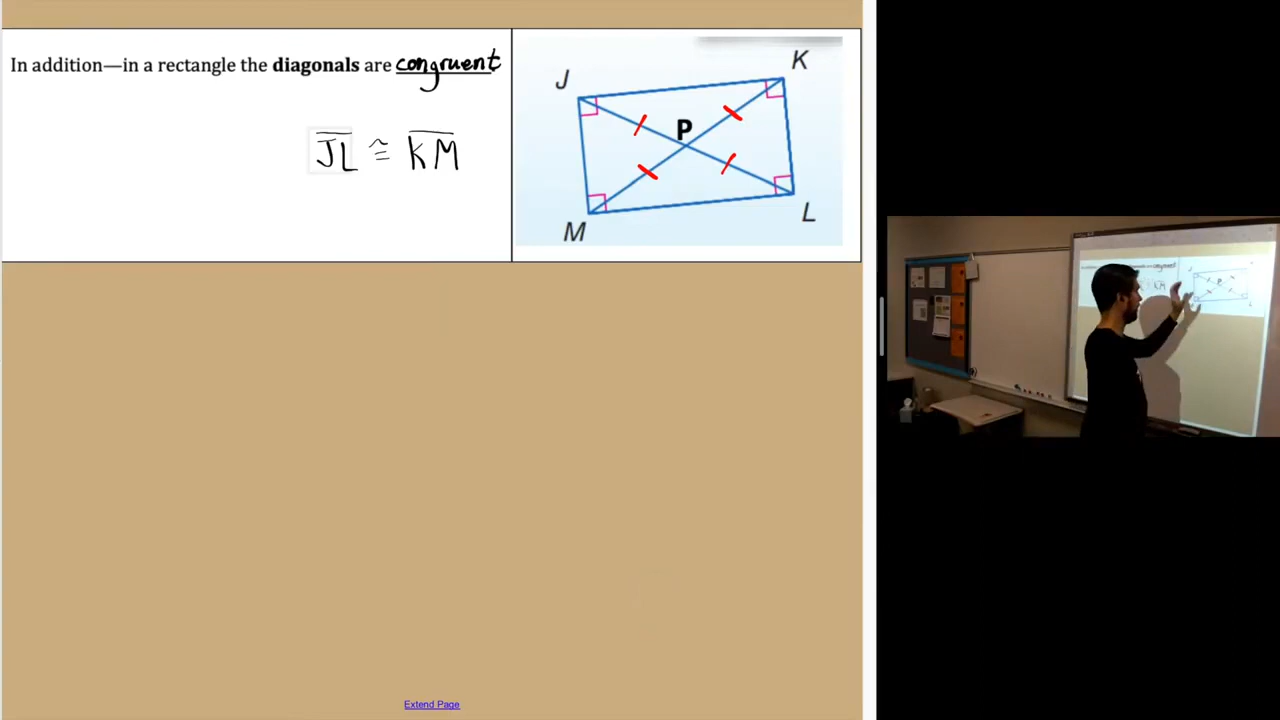 In addition—in a rectangle the diagonals are congruent.
JL ≅ KM
J
K
P
M
L
Extend Page